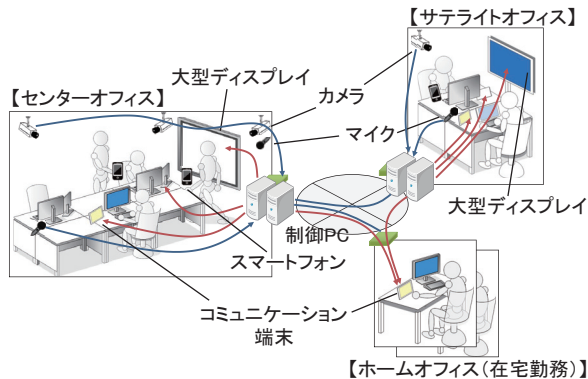 【サテライトオフィス】
大型ディスプレイ
【センターオフィス】
カメラ
マイク
大型ディスプレイ
制御PC
スマートフォン
コミュニケーション
端末
【ホームオフィス(在宅勤務)】